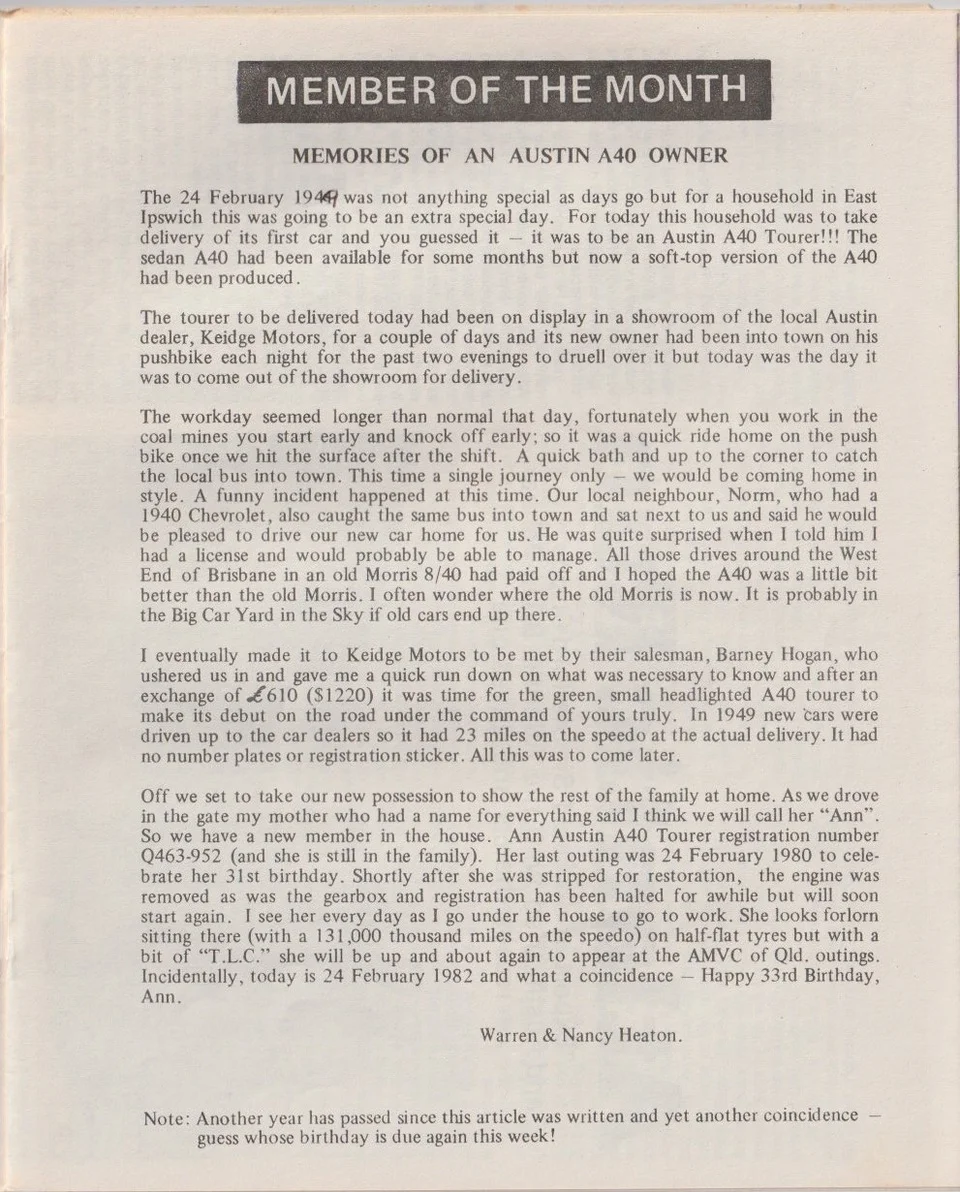 MEMBER OF THE MONTH
MEMORIES OF AN AUSTIN A40 OWNER
The 24 February 1949 was not anything special as days go but for a household in East
Ipswich this was going to be an extra special day. For today this household was to take
delivery of its first car and you guessed it — it was to be an Austin A40 Tourer!!! The
sedan A40 had been available for some months but now a soft-top version of the A40
had been produced.
The tourer to be delivered today had been on display in a showroom of the local Austin
dealer, Keidge Motors, for a couple of days and its new owner had been into town on his
pushbike each night for the past two evenings to druell over it but today was the day it
was to come out of the showroom for delivery.
The workday seemed longer than normal that day, fortunately when you work in the
coal mines you start early and knock off early; so it was a quick ride home on the push
bike once we hit the surface after the shift. A quick bath and up to the corner to catch
the local bus into town. This time a single journey only — we would be coming home in
style. A funny incident happened at this time. Our local neighbour, Norm, who had a
1940 Chevrolet, also caught the same bus into town and sat next to us and said he would
be pleased to drive our new car home for us. He was quite surprised when I told him I
had a license and would probably be able to manage. All those drives around the West
End of Brisbane in an old Morris 8/40 had paid off and I hoped the A40 was a little bit
better than the old Morris. I often wonder where the old Morris is now. It is probably in
the Big Car Yard in the Sky if old cars end up there.
I eventually made it to Keidge Motors to be met by their salesman, Barney Hogan, who
ushered us in and gave me a quick run down on what was necessary to know and after an
exchange of £610 ($1220) it was time for the green, small headlighted A40 tourer to
make its debut on the road under the command of yours truly. In 1949 new cars were
driven up to the car dealers so it had 23 miles on the speedo at the actual delivery. It had
no number plates or registration sticker. All this was to come later.
Off we set to take our new possession to show the rest of the family at home. As we drove
in the gate my mother who had a name for everything said I think we will call her “Ann”.
So we have a new member in the house. Ann Austin A40 Tourer registration number
Q463-952 (and she is still in the family). Her last outing was 24 February 1980 to cele-
brate her 31st birthday. Shortly after she was stripped for restoration, the engine was
removed as was the gearbox and registration has been halted for awhile but will soon
start again. I see her every day as I go under the house to go to work. She looks forlorn
sitting there (with a 131,000 thousand miles on the speedo) on half-flat tyres but with a
bit of “T.L.C.” she will be up and about again to appear at the AMVC of Qld. outings.
Incidentally, today is 24 February 1982 and what a coincidence — Happy 33rd Birthday,
Ann.
Warren & Nancy Heaton.
Note: Another year has passed since this article was written and yet another coincidence —
guess whose birthday is due again this week!